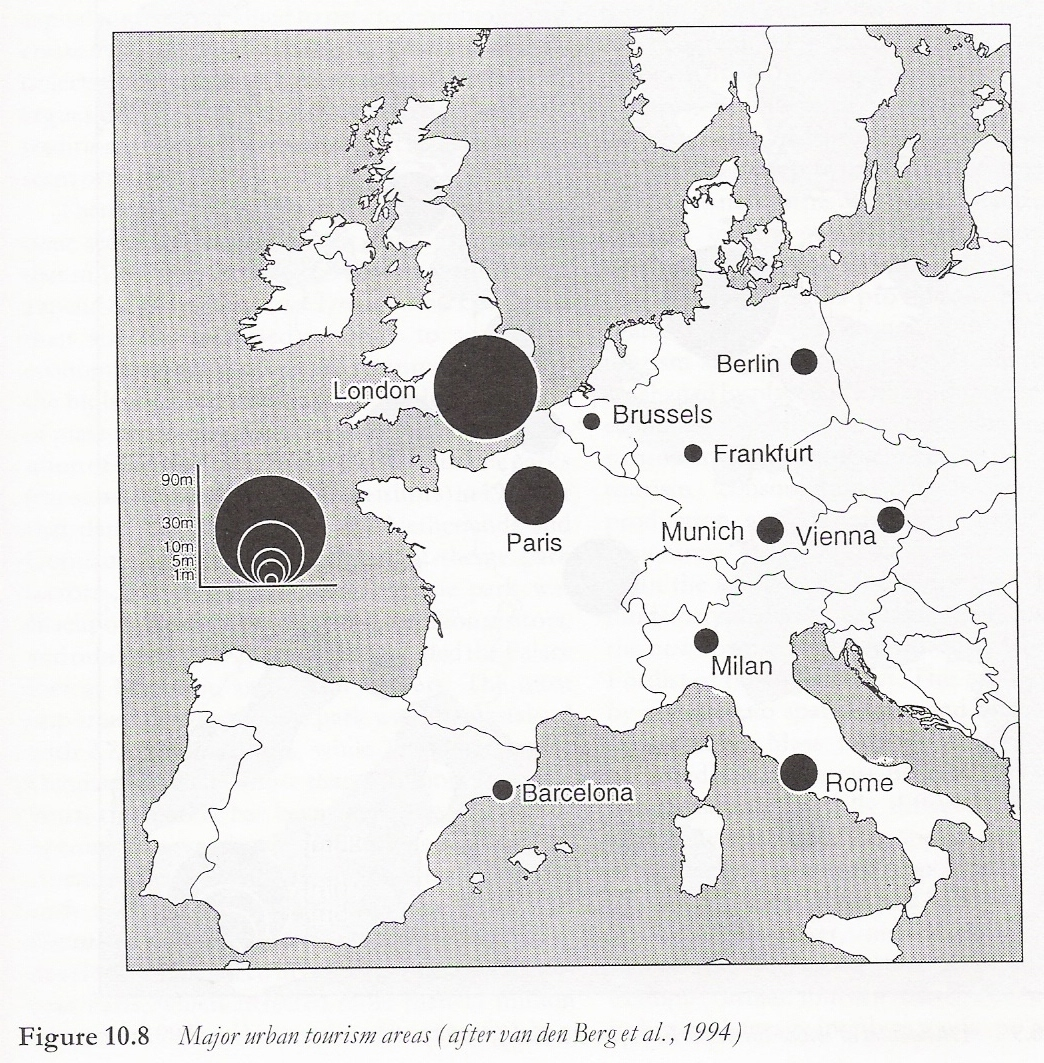 Berlin
Brussels
London
Frankfurt
90m
30m
10m
5m
1m
Paris
Munich
Vienna
Milan
Rome
Barcelona
Figure 10.8 Major urban tourism areas (after van den Berg et al., 1994)